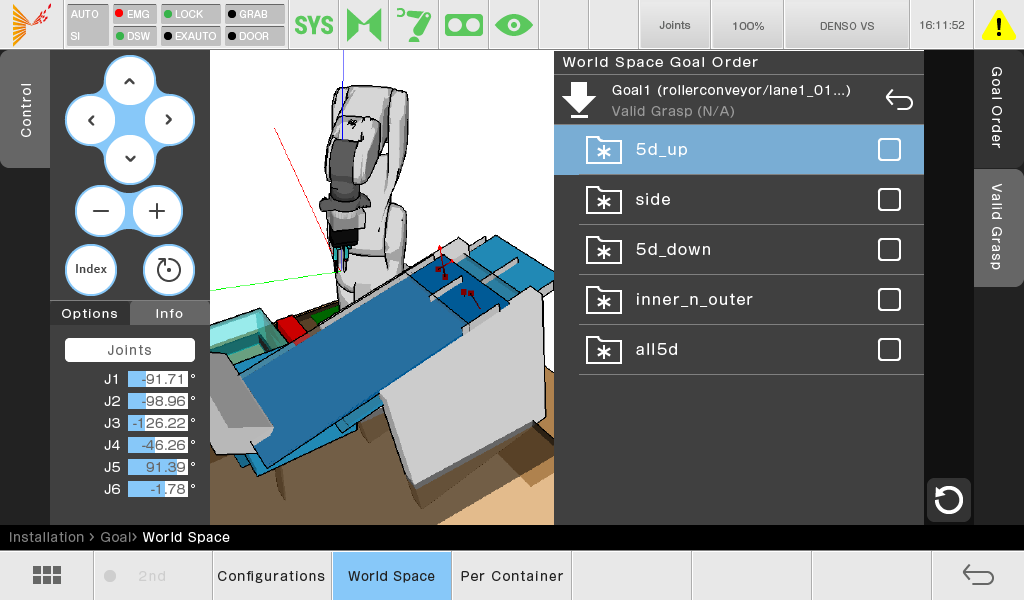 AUTO
SI
EMG
LOCK
GRAB
DSW
EXAUTO
DOOR
SYS
Joints
100%
DENSO VS
16:11:52
Control
Index
Options
Info
Joints
J1 -91.71 °
J2 -98.96 °
J3 -126.22 °
J4 -46.26 °
J5 91.39 °
J6 -1.78 °
World Space Goal Order
Goal1 (rollerconveyor/lane1_01...)
Valid Grasp (N/A)
5d_up
side
5d_down
inner_n_outer
all5d
Goal Order
Valid Grasp
Installation > Goal> World Space
2nd
Configurations
World Space
Per Container